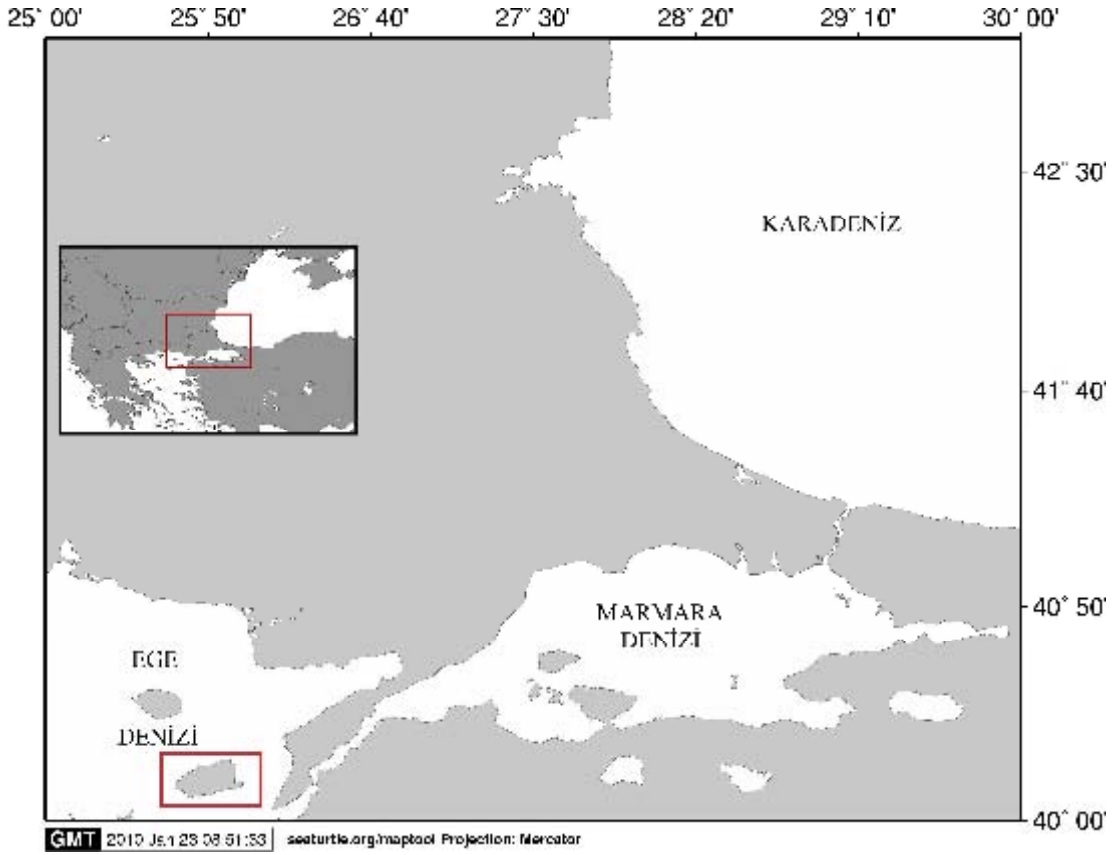 25° 00' 25° 50' 26° 40' 27° 30' 28° 20' 29° 10' 30° 00'
42° 30'
KARADENİZ
41° 40'
40° 50'
MARMARA
DENİZİ
EGE
DENİZİ
40° 00'
GMT 2010 Jan 23 08:51:33 seaturtle.org/maptool Projection: Mercator